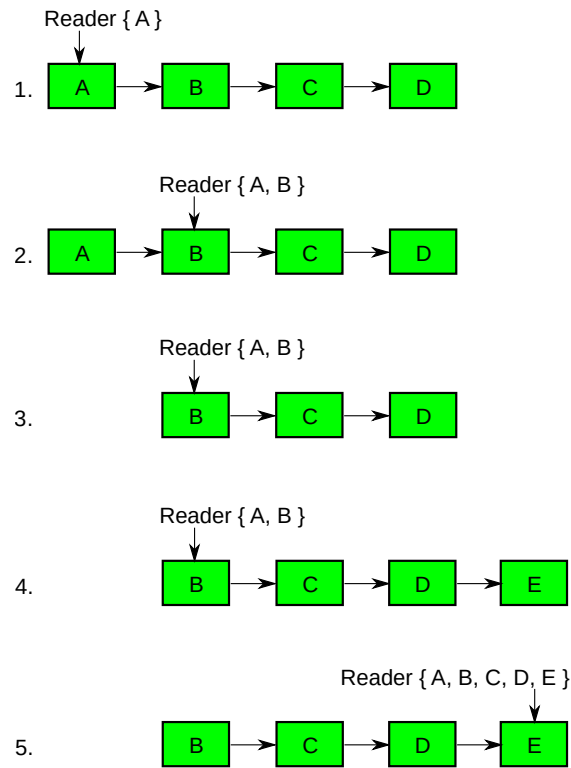 Reader { A }
1. A B C D
Reader { A, B }
2. A B C D
Reader { A, B }
3. B C D
Reader { A, B }
4. B C D E
Reader { A, B, C, D, E }
5. B C D E